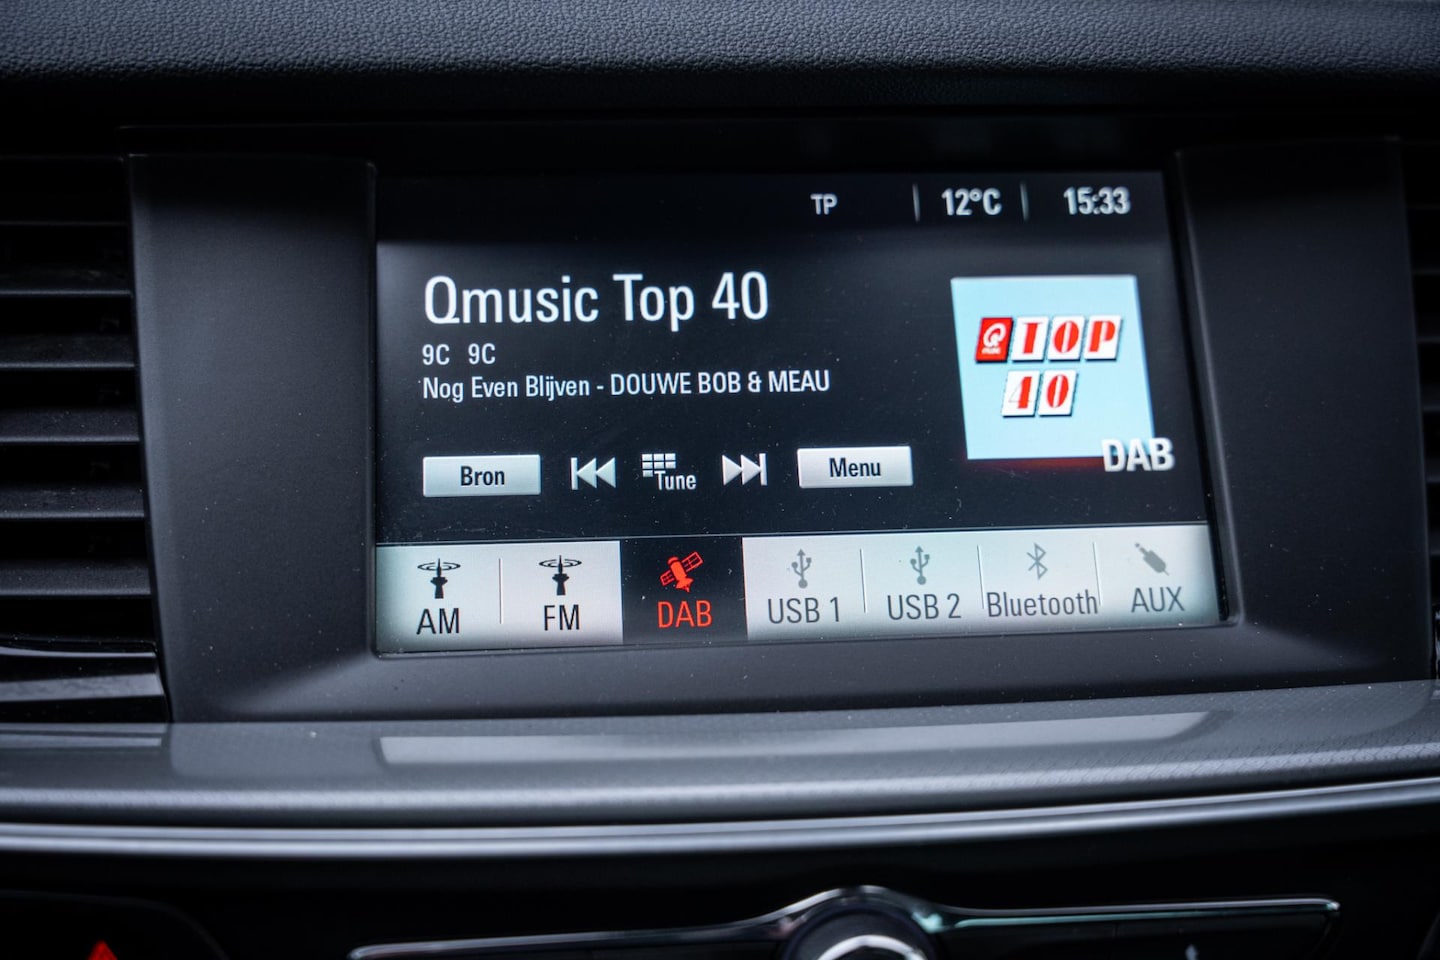 TP 12°C 15:33
Qmusic Top 40
9C 9C
Nog Even Blijven - DOUWE BOB & MEAU
Q music TOP
40
DAB
Bron Tune Menu
AM FM DAB USB 1 USB 2 Bluetooth AUX